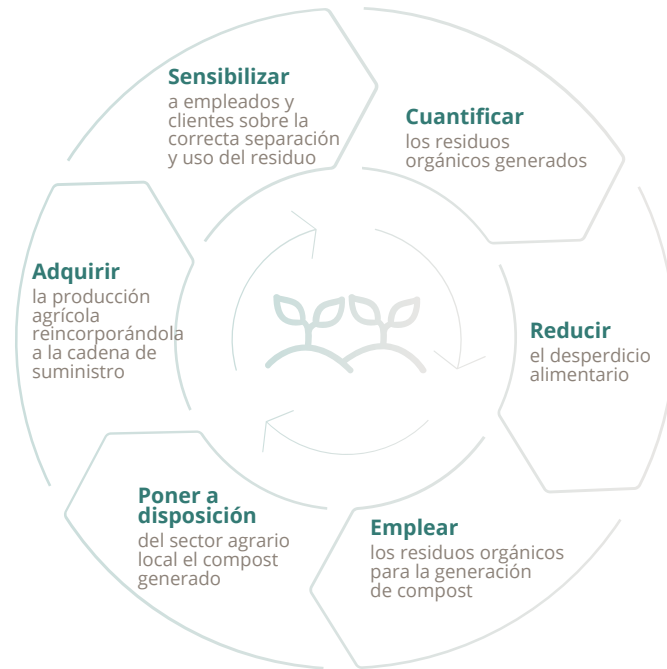 Sensibilizar
a empleados y
clientes sobre la
correcta separación
y uso del residuo
Cuantificar
los residuos
orgánicos generados
Reducir
el desperdicio
alimentario
Emplear
los residuos orgánicos
para la generación
de compost
Poner a
disposición
del sector agrario
local el compost
generado
Adquirir
la producción
agrícola
reincorporándola
a la cadena de
suministro